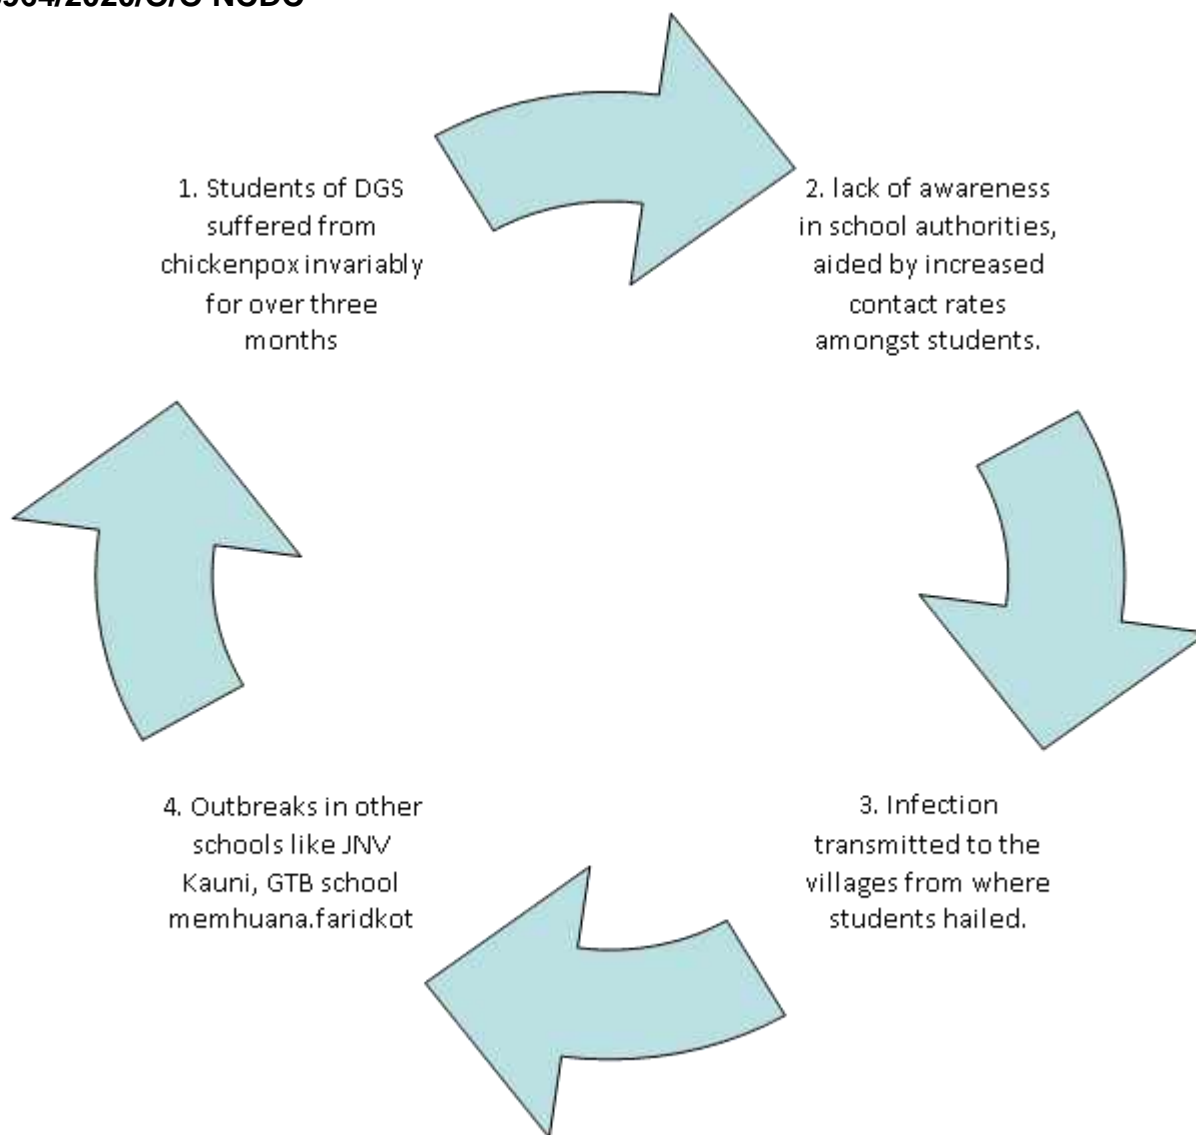 1. Students of DGS
suffered from
chickenpox invariably
for over three
months
2. lack of awareness
in school authorities,
aided by increased
contact rates
amongst students.
3. Infection
transmitted to the
villages from where
students hailed.
4. Outbreaks in other
schools like JNV
Kauni, GTB school
memhuana.faridkot